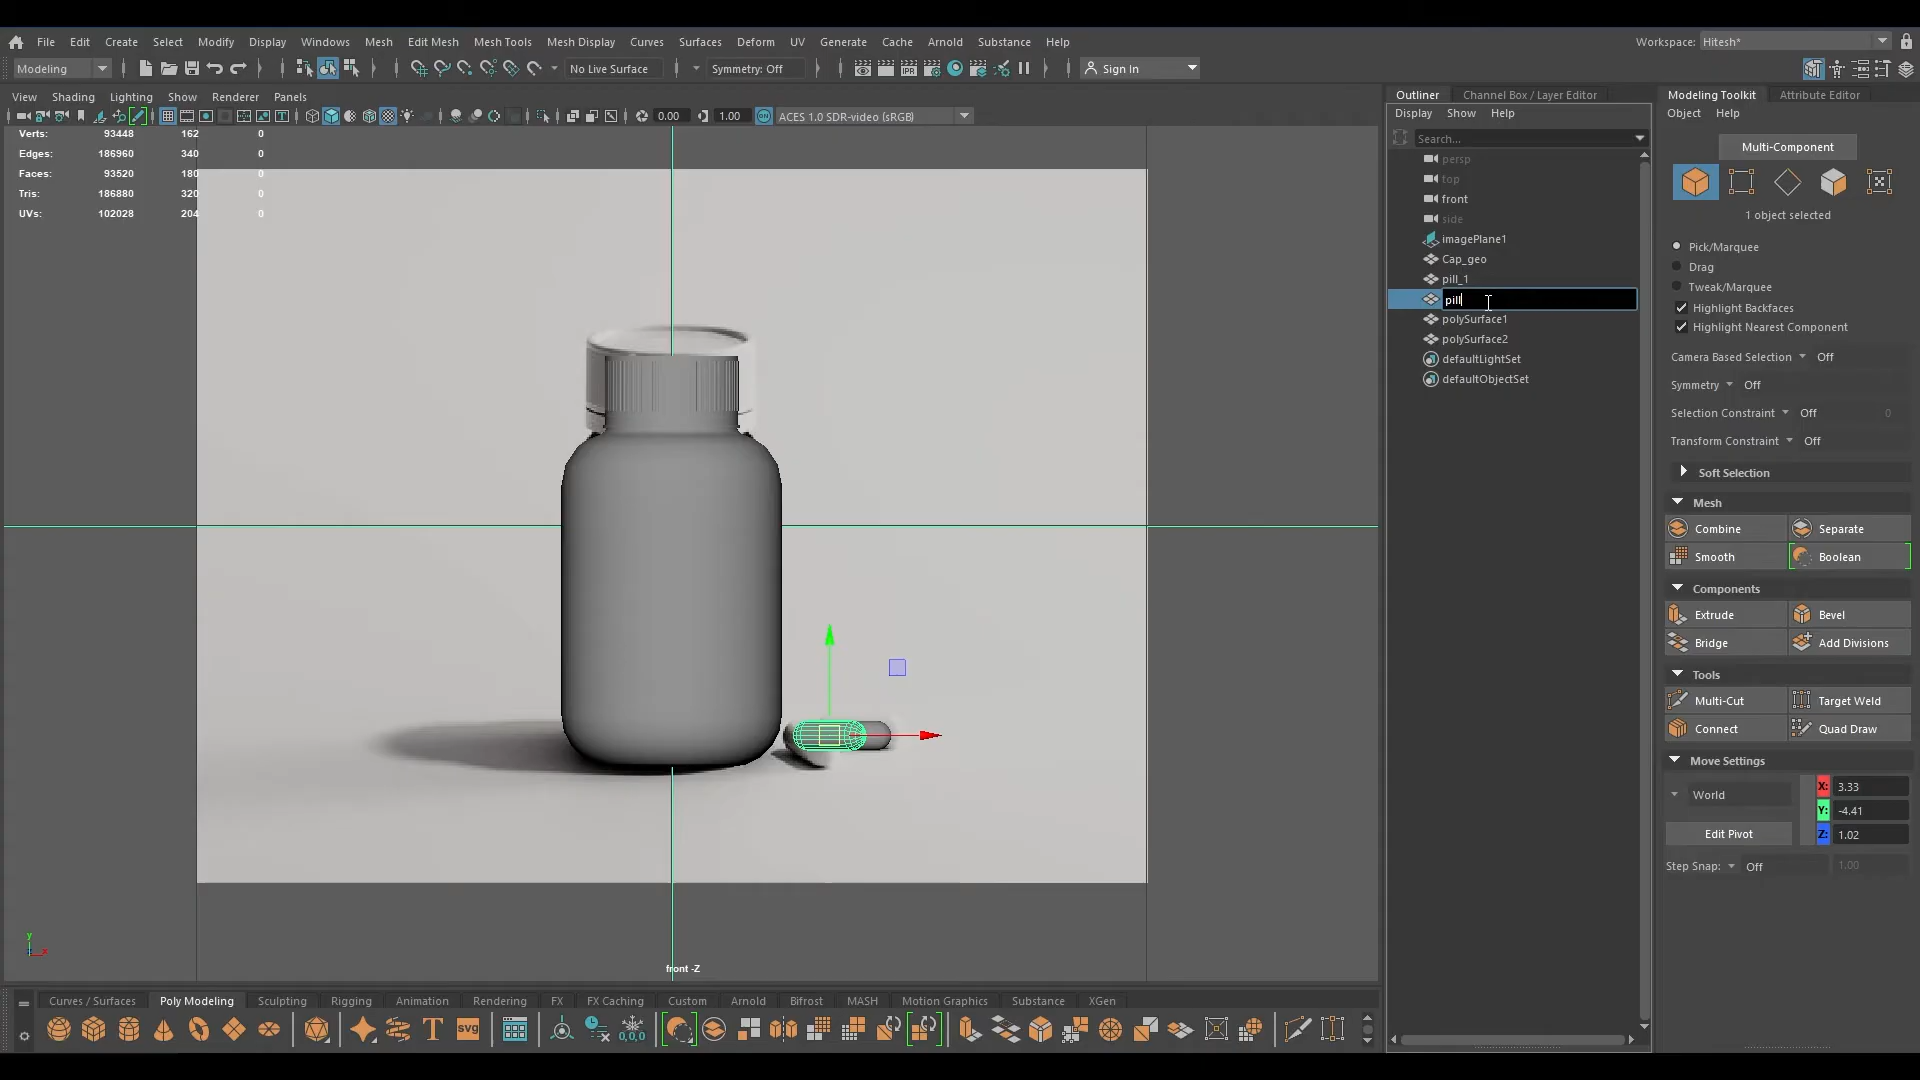 File Edit Create Select Modify Display Windows Mesh Edit Mesh Mesh Tools Mesh Display Curves Surfaces Deform UV Generate Cache Arnold Substance Help Workspace: Hitesh*
Modeling No Live Surface Symmetry: Off IPR Sign In
View Shading Lighting Show Renderer Panels
0.00 1.00 ON ACES 1.0 SDR-video (sRGB)
Verts: 93448 162 0
Edges: 186960 340 0
Faces: 93520 180 0
Tris: 186880 320 0
UVs: 102028 204 0
front -Z
y
x
Outliner Channel Box / Layer Editor
Display Show Help
Search...
persp
top
front
side
imagePlane1
Cap_geo
pill_1
pill
polySurface1
polySurface2
defaultLightSet
defaultObjectSet
Modeling Toolkit Attribute Editor
Object Help
Multi-Component
1 object selected
Pick/Marquee
Drag
Tweak/Marquee
Highlight Backfaces
Highlight Nearest Component
Camera Based Selection Off
Symmetry Off
Selection Constraint Off 0
Transform Constraint Off
Soft Selection
Mesh
Combine Separate
Smooth Boolean
Components
Extrude Bevel
Bridge Add Divisions
Tools
Multi-Cut Target Weld
Connect Quad Draw
Move Settings
World
X: 3.33
Y: -4.41
Z: 1.02
Edit Pivot
Step Snap: Off 1.00
Curves / Surfaces Poly Modeling Sculpting Rigging Animation Rendering FX FX Caching Custom Arnold Bifrost MASH Motion Graphics Substance XGen
T svg 0,0,0